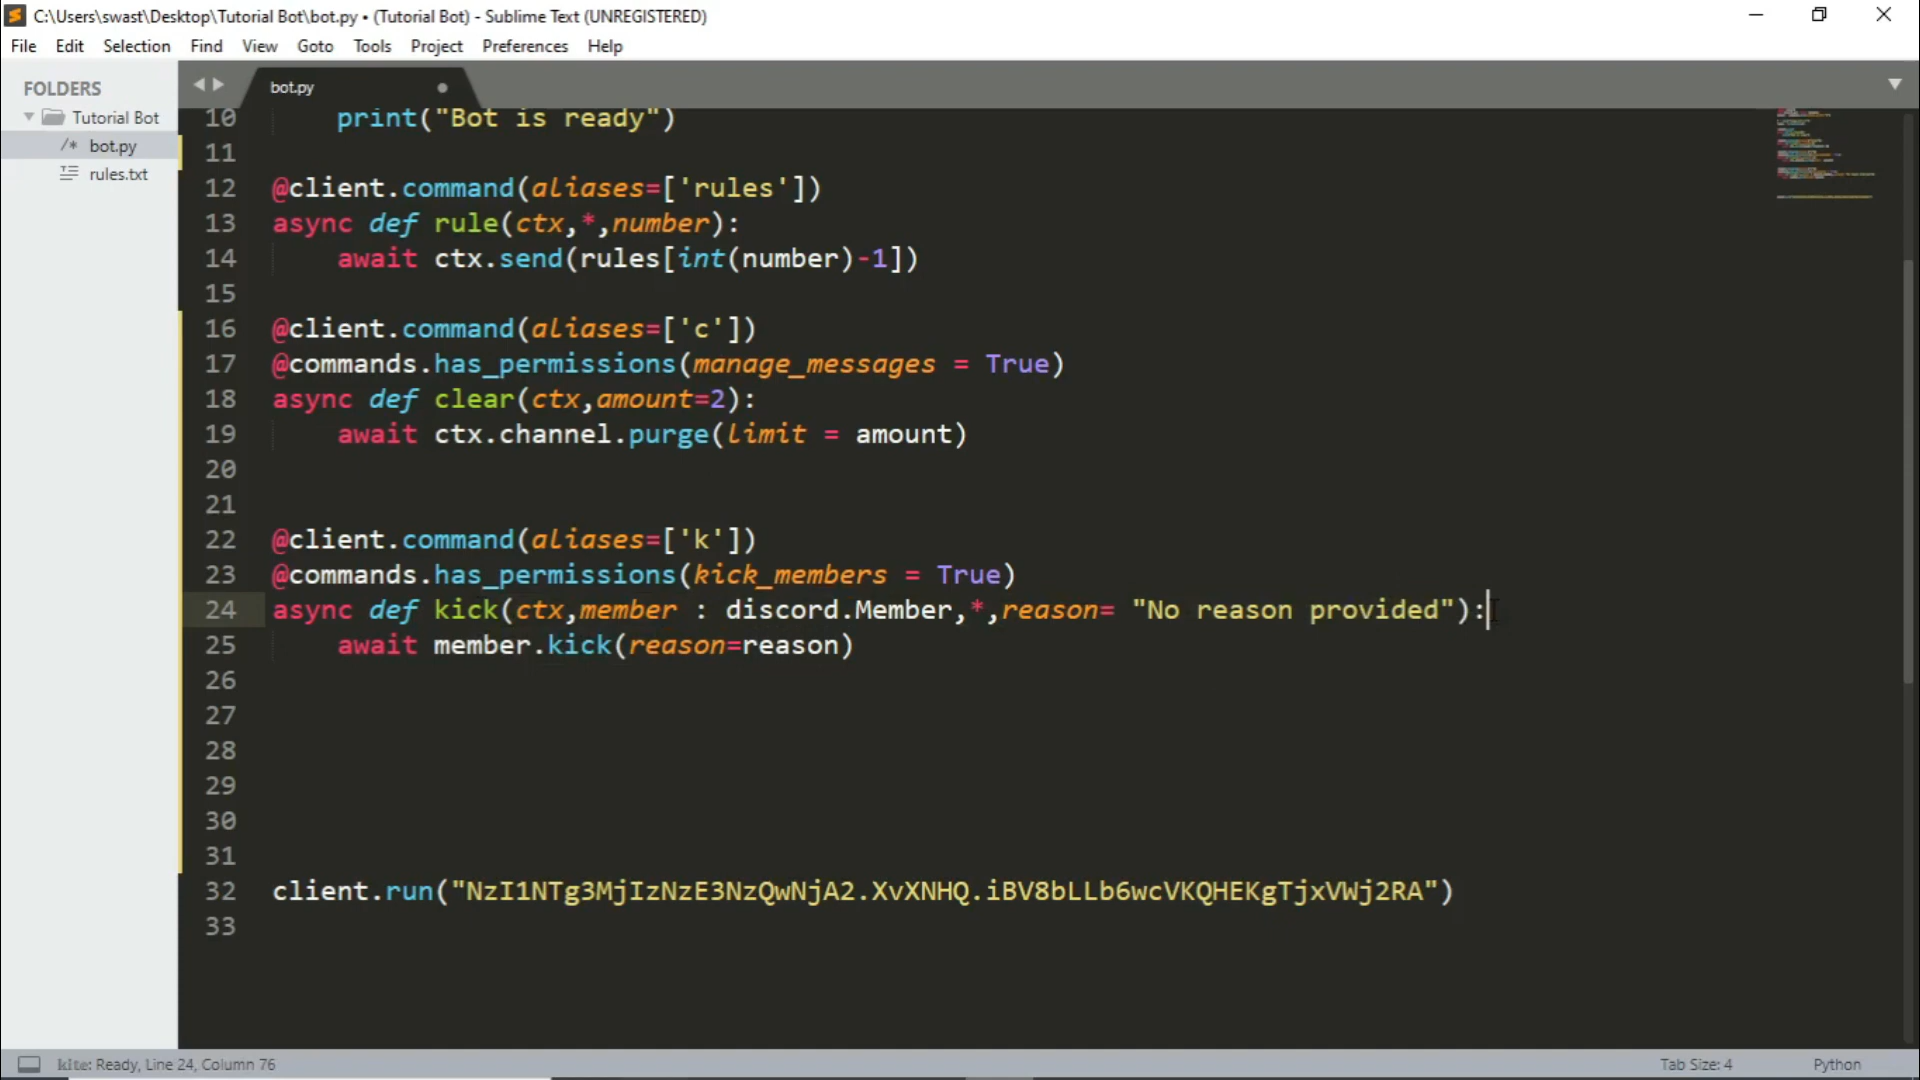 C:\Users\swast\Desktop\Tutorial Bot\bot.py • (Tutorial Bot) - Sublime Text (UNREGISTERED)
File Edit Selection Find View Goto Tools Project Preferences Help
FOLDERS
Tutorial Bot
/* bot.py
rules.txt
bot.py
10     print("Bot is ready")
11
12 @client.command(aliases=['rules'])
13 async def rule(ctx,*,number):
14     await ctx.send(rules[int(number)-1])
15
16 @client.command(aliases=['c'])
17 @commands.has_permissions(manage_messages = True)
18 async def clear(ctx,amount=2):
19     await ctx.channel.purge(limit = amount)
20
21
22 @client.command(aliases=['k'])
23 @commands.has_permissions(kick_members = True)
24 async def kick(ctx,member : discord.Member,*,reason= "No reason provided"):
25     await member.kick(reason=reason)
26
27
28
29
30
31
32 client.run("NzI1NTg3MjIzNzE3NzQwNjA2.XvXNHQ.iBV8bLLb6wcVKQHEKgTjxVWj2RA")
33
kite: Ready, Line 24, Column 76
Tab Size: 4
Python